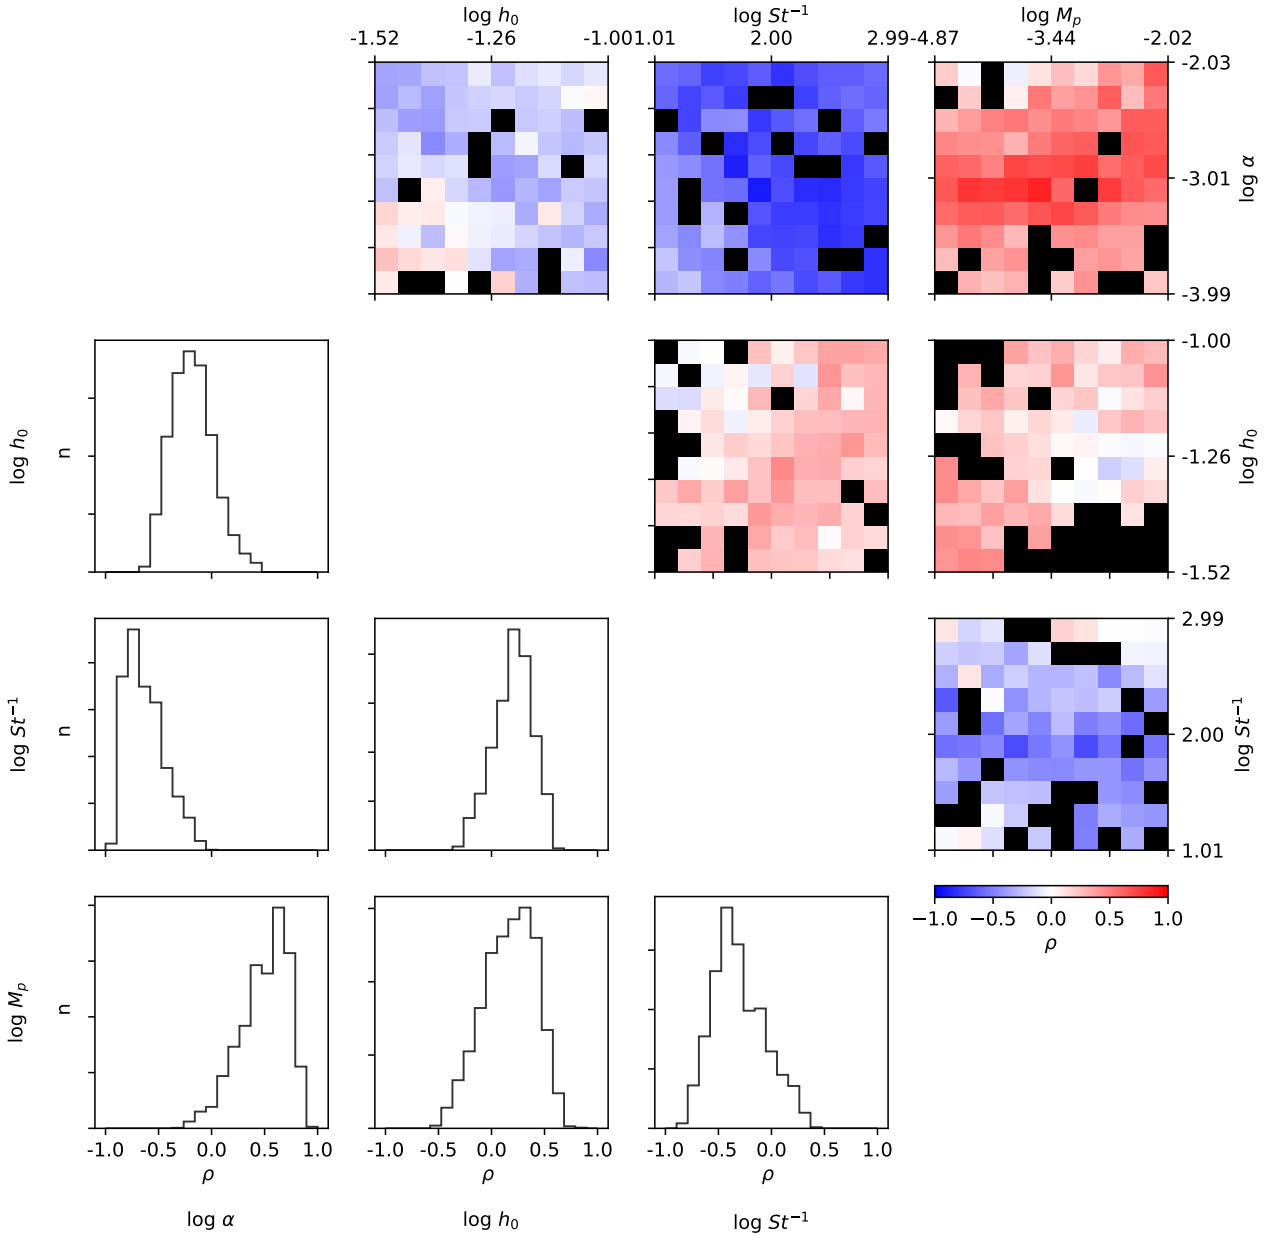 log h₀ log St⁻¹ log Mₚ
-1.52 -1.26 -1.00 1.01 2.00 2.99 -4.87 -3.44 -2.02
-2.03
-3.01
log α
-3.99
-1.00
log h₀
n
-1.26
log h₀
-1.52
2.99
log St⁻¹
n
2.00
log St⁻¹
1.01
−1.0 −0.5 0.0 0.5 1.0
ρ
log Mₚ
n
-1.0 -0.5 0.0 0.5 1.0 -1.0 -0.5 0.0 0.5 1.0 -1.0 -0.5 0.0 0.5 1.0
ρ ρ ρ
log α log h₀ log St⁻¹